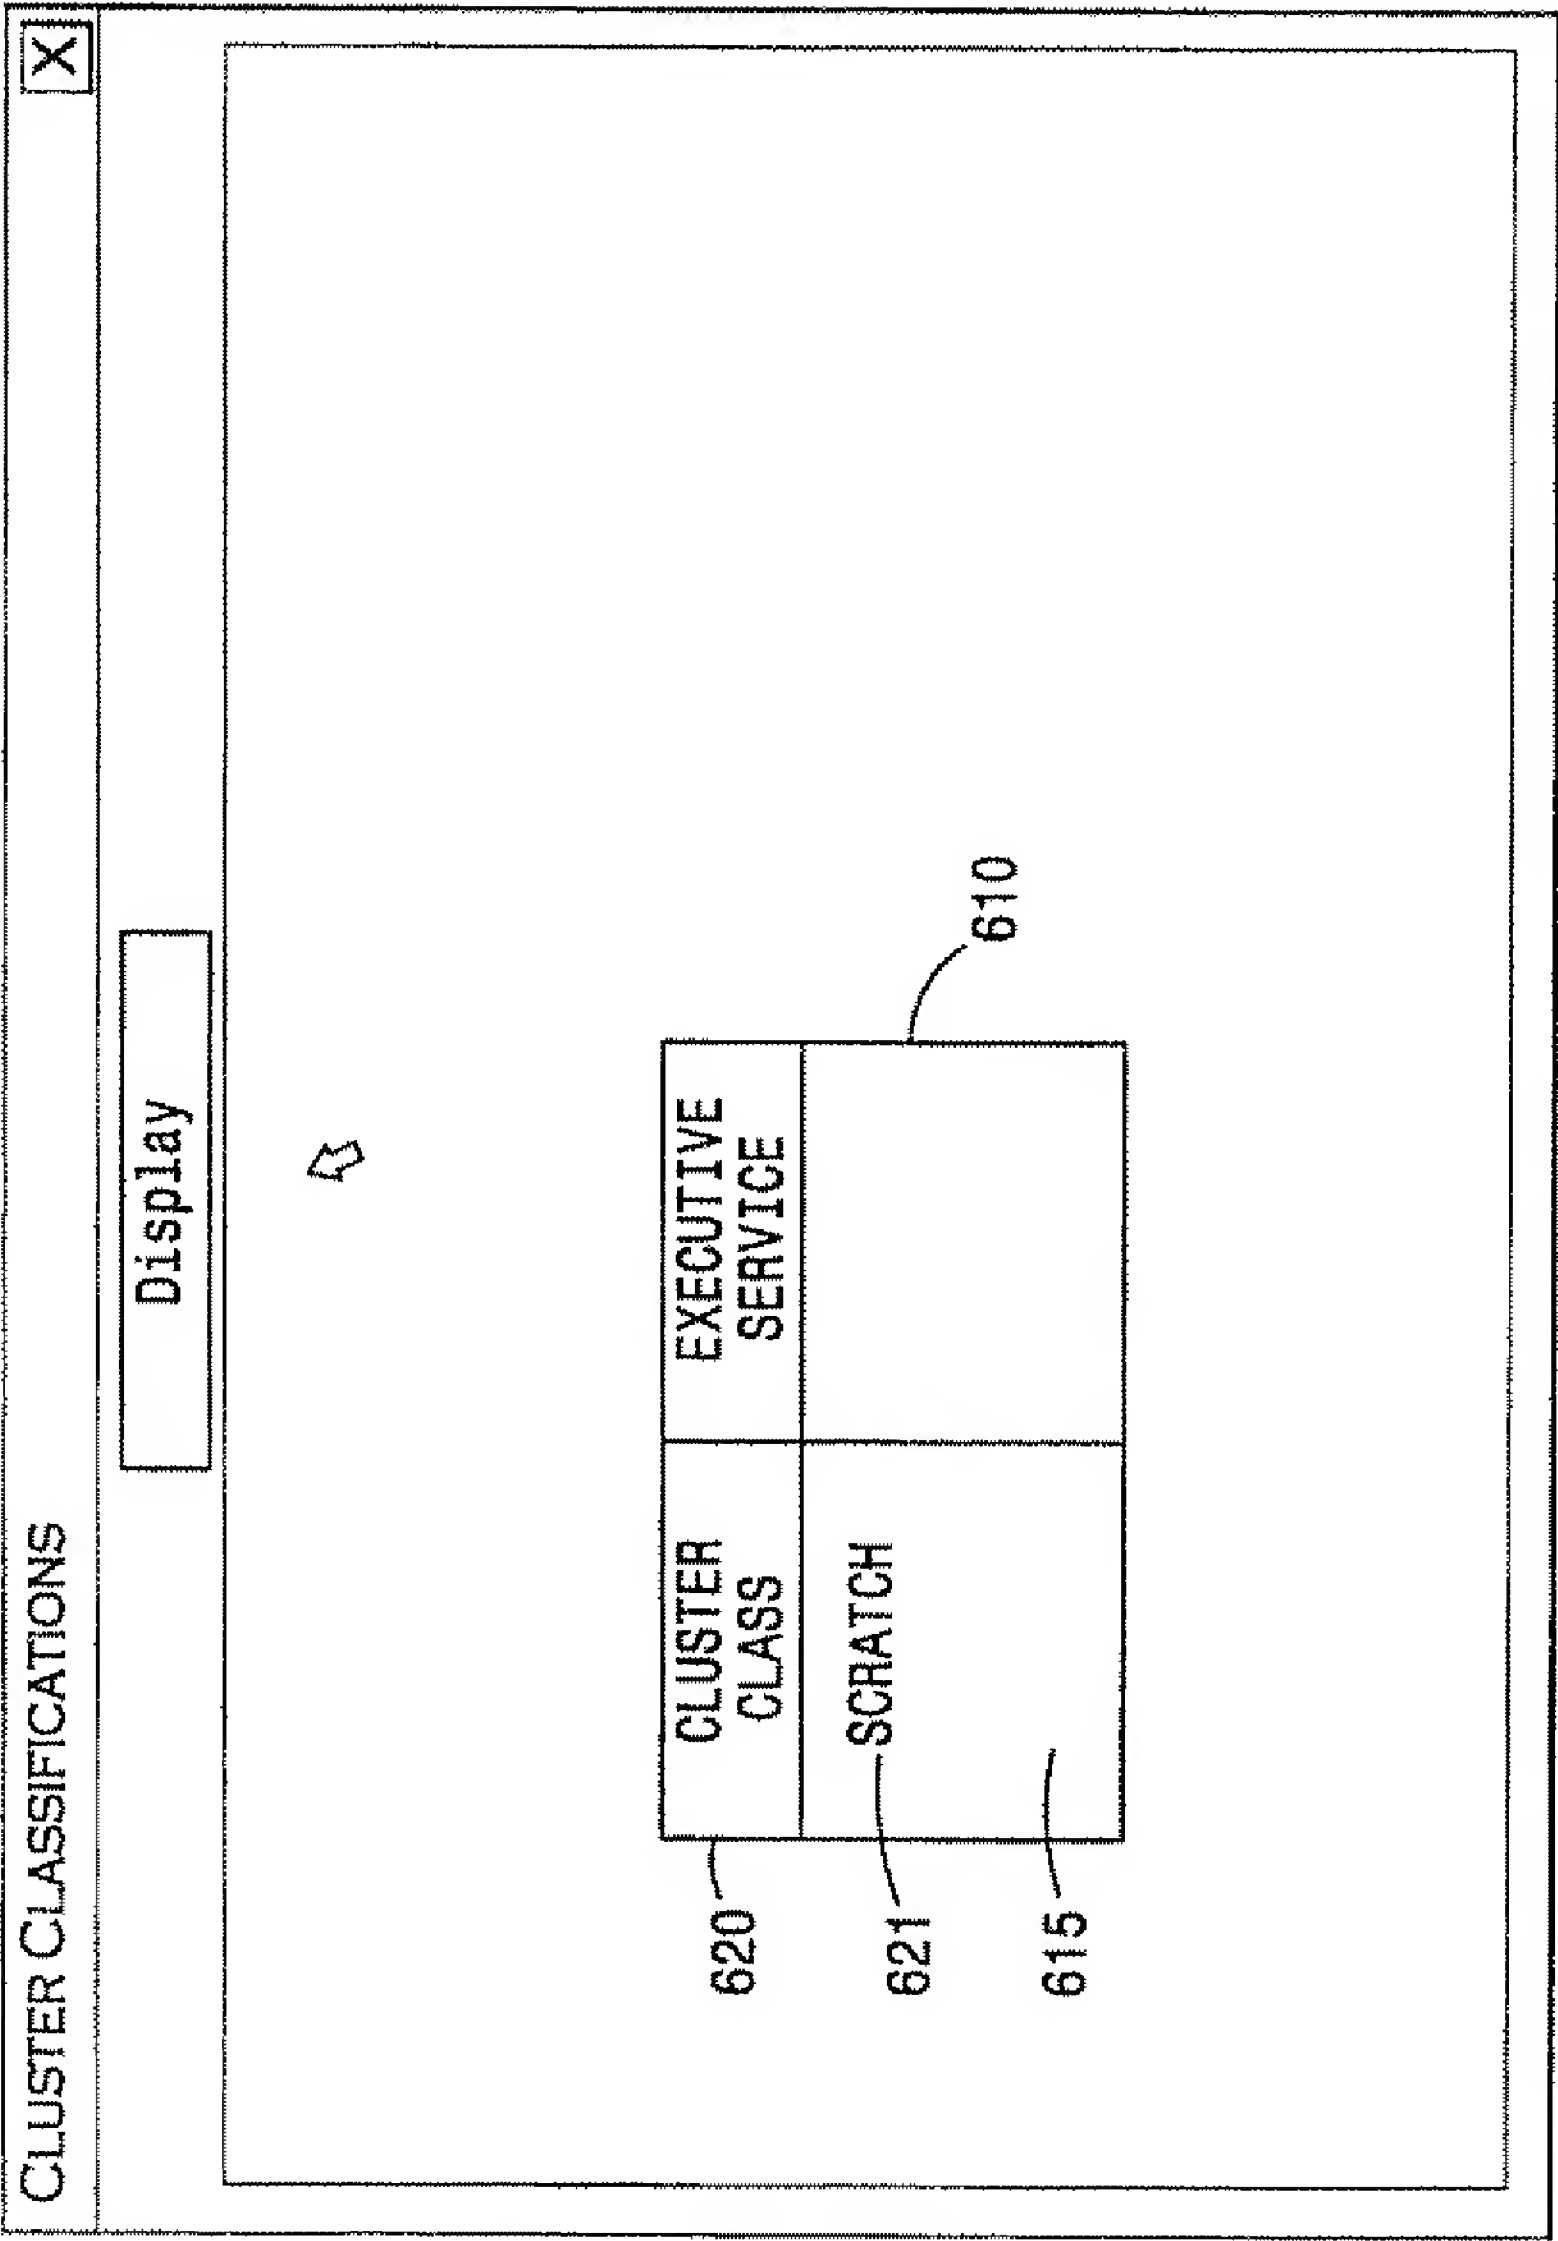 CLUSTER CLASSIFICATIONS
X
Display
CLUSTER
CLASS
EXECUTIVE
SERVICE
620
621
SCRATCH
615
610